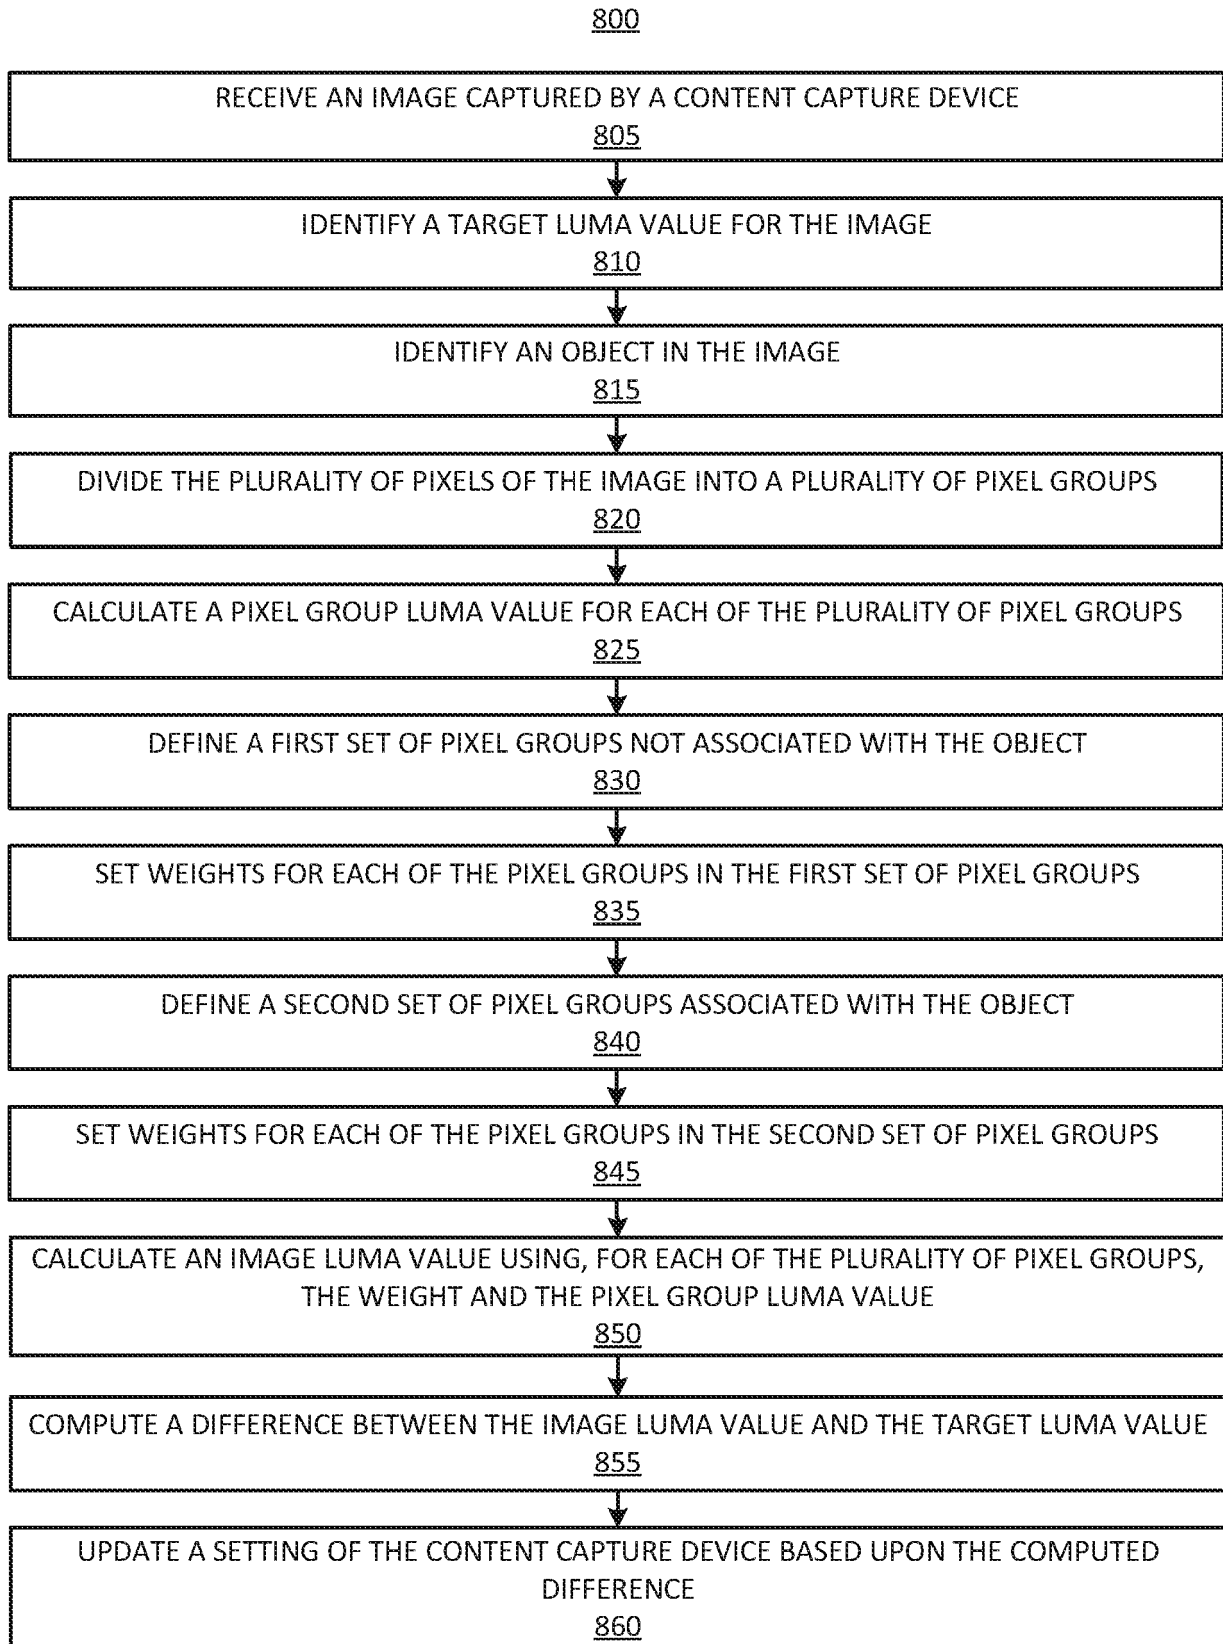 800
RECEIVE AN IMAGE CAPTURED BY A CONTENT CAPTURE DEVICE
805
IDENTIFY A TARGET LUMA VALUE FOR THE IMAGE
810
IDENTIFY AN OBJECT IN THE IMAGE
815
DIVIDE THE PLURALITY OF PIXELS OF THE IMAGE INTO A PLURALITY OF PIXEL GROUPS
820
CALCULATE A PIXEL GROUP LUMA VALUE FOR EACH OF THE PLURALITY OF PIXEL GROUPS
825
DEFINE A FIRST SET OF PIXEL GROUPS NOT ASSOCIATED WITH THE OBJECT
830
SET WEIGHTS FOR EACH OF THE PIXEL GROUPS IN THE FIRST SET OF PIXEL GROUPS
835
DEFINE A SECOND SET OF PIXEL GROUPS ASSOCIATED WITH THE OBJECT
840
SET WEIGHTS FOR EACH OF THE PIXEL GROUPS IN THE SECOND SET OF PIXEL GROUPS
845
CALCULATE AN IMAGE LUMA VALUE USING, FOR EACH OF THE PLURALITY OF PIXEL GROUPS,
THE WEIGHT AND THE PIXEL GROUP LUMA VALUE
850
COMPUTE A DIFFERENCE BETWEEN THE IMAGE LUMA VALUE AND THE TARGET LUMA VALUE
855
UPDATE A SETTING OF THE CONTENT CAPTURE DEVICE BASED UPON THE COMPUTED
DIFFERENCE
860